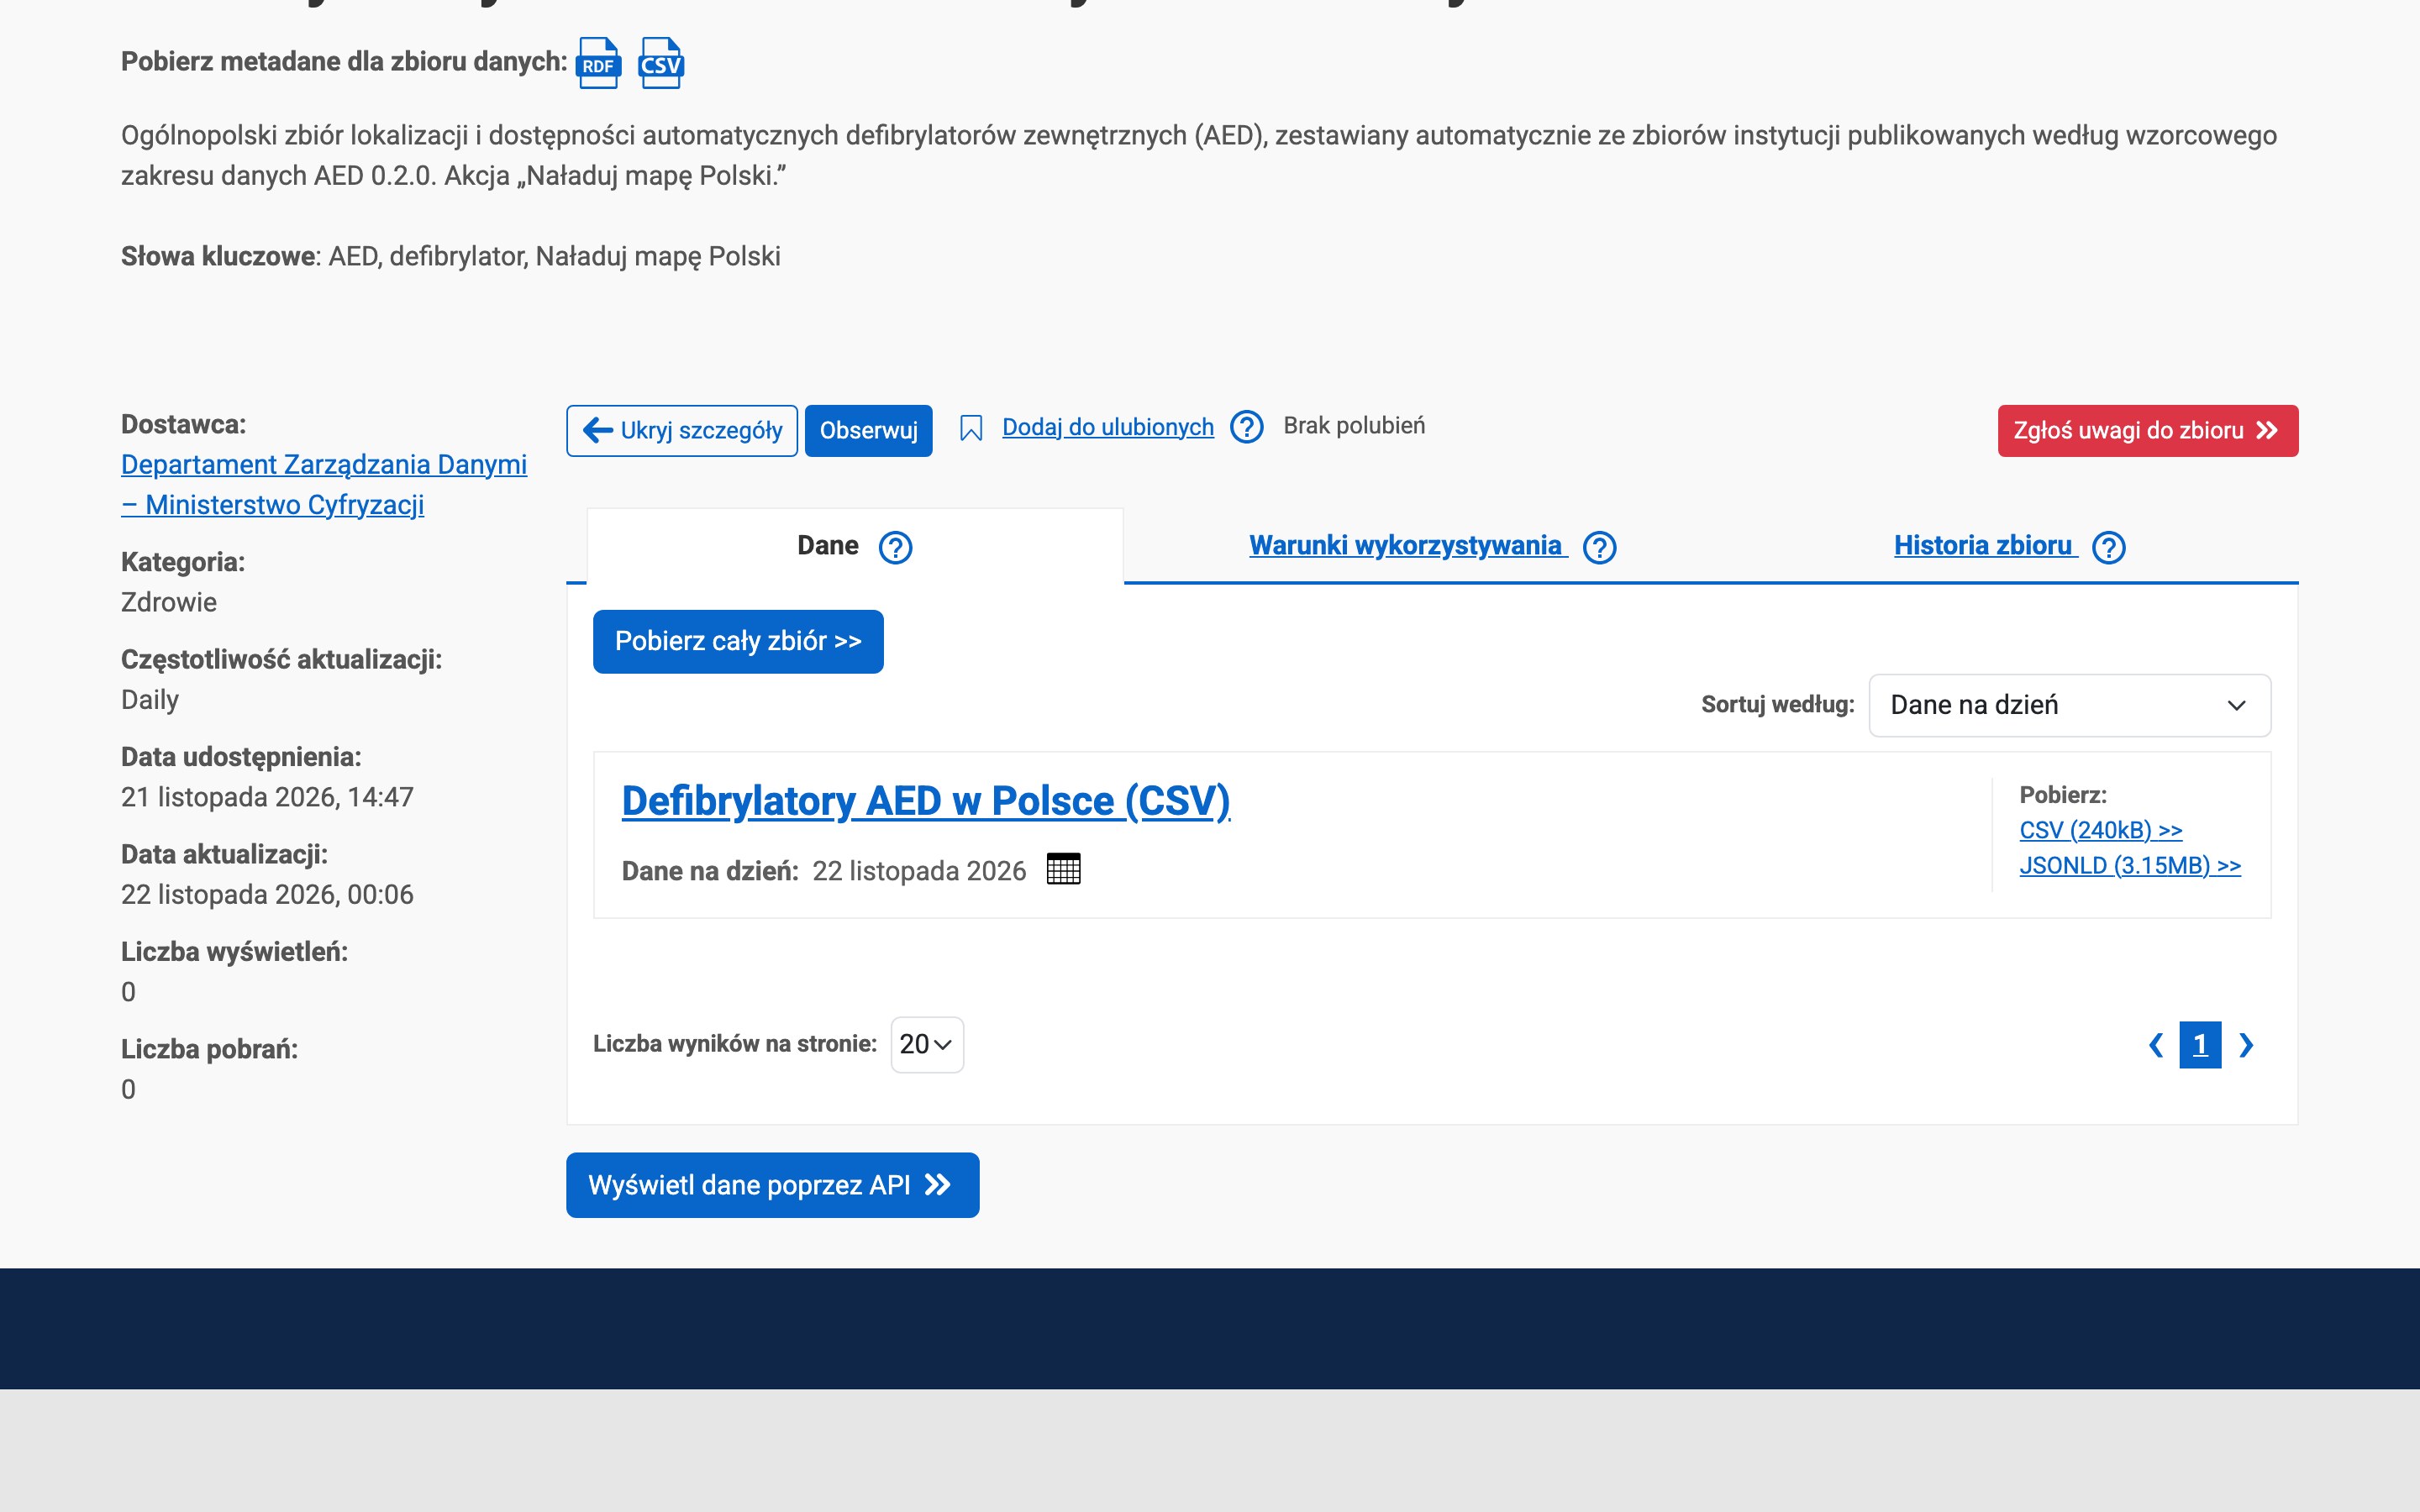 Pobierz metadane dla zbioru danych: RDF CSV
Ogólnopolski zbiór lokalizacji i dostępności automatycznych defibrylatorów zewnętrznych (AED), zestawiany automatycznie ze zbiorów instytucji publikowanych według wzorcowego
zakresu danych AED 0.2.0. Akcja „Naładuj mapę Polski.”
Słowa kluczowe: AED, defibrylator, Naładuj mapę Polski
Dostawca:
Departament Zarządzania Danymi
– Ministerstwo Cyfryzacji
Kategoria:
Zdrowie
Częstotliwość aktualizacji:
Daily
Data udostępnienia:
21 listopada 2026, 14:47
Data aktualizacji:
22 listopada 2026, 00:06
Liczba wyświetleń:
0
Liczba pobrań:
0
Ukryj szczegóły Obserwuj Dodaj do ulubionych ? Brak polubień Zgłoś uwagi do zbioru
Dane ? Warunki wykorzystywania ? Historia zbioru ?
Pobierz cały zbiór >>
Sortuj według: Dane na dzień
Defibrylatory AED w Polsce (CSV)
Dane na dzień: 22 listopada 2026
Pobierz:
CSV (240kB) >>
JSONLD (3.15MB) >>
Liczba wyników na stronie: 20
1
Wyświetl dane poprzez API